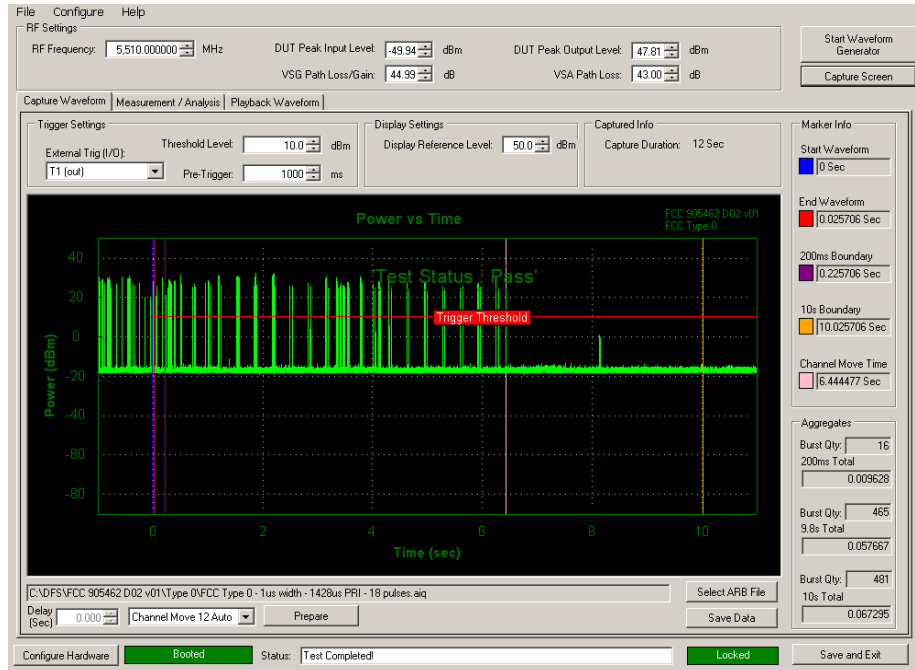 File Configure Help
RF Settings
RF Frequency: 5,510.000000 MHz DUT Peak Input Level: -49.94 dBm DUT Peak Output Level: 47.81 dBm
VSG Path Loss/Gain: 44.99 dB VSA Path Loss: 43.00 dB
Start Waveform Generator
Capture Screen
Capture Waveform Measurement / Analysis Playback Waveform
Trigger Settings
External Trig (I/O): Threshold Level: 10.0 dBm
T1 (out) Pre-Trigger: 1000 ms
Display Settings
Display Reference Level: 50.0 dBm
Captured Info
Capture Duration: 12 Sec
Power vs Time
FCC 905462 D02 v01
FCC Type 0
'Test Status : Pass'
Trigger Threshold
Power (dBm)
40
20
0
-20
-40
-60
-80
0 2 4 6 8 10
Time (sec)
Marker Info
Start Waveform
0 Sec
End Waveform
0.025706 Sec
200ms Boundary
0.225706 Sec
10s Boundary
10.025706 Sec
Channel Move Time
6.444477 Sec
Aggregates
Burst Qty: 16
200ms Total
0.009628
Burst Qty: 465
9.8s Total
0.057667
Burst Qty: 481
10s Total
0.067295
C:\DFS\FCC 905462 D02 v01\Type 0\FCC Type 0 - 1us width - 1428us PRI - 18 pulses.aiq Select ARB File
Delay (Sec) 0.000 Channel Move 12 Auto Prepare Save Data
Configure Hardware Booted Status: Test Completed! Locked Save and Exit